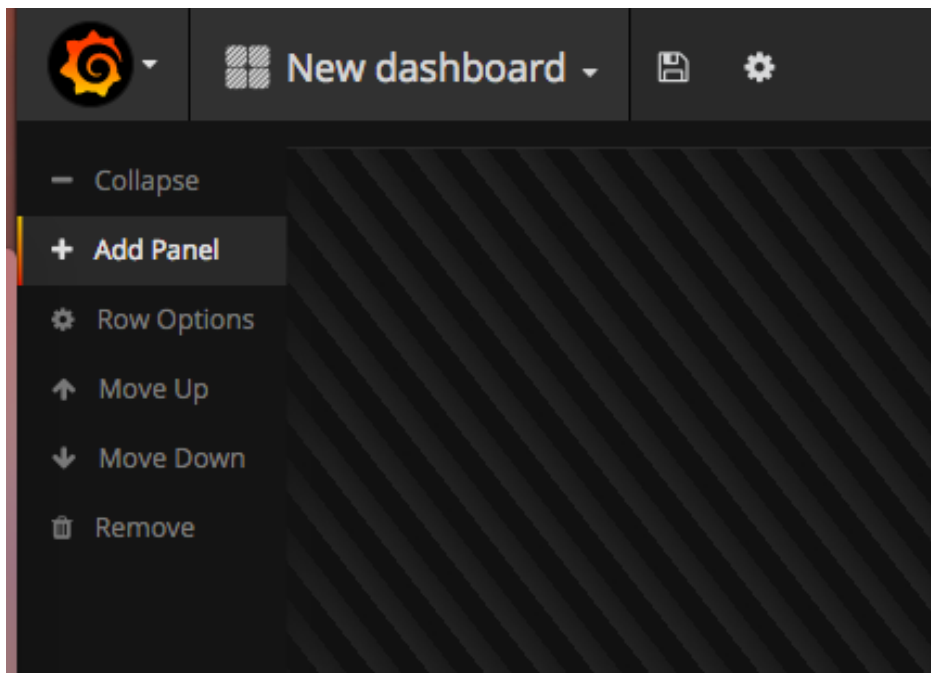 New dashboard
Collapse
Add Panel
Row Options
Move Up
Move Down
Remove